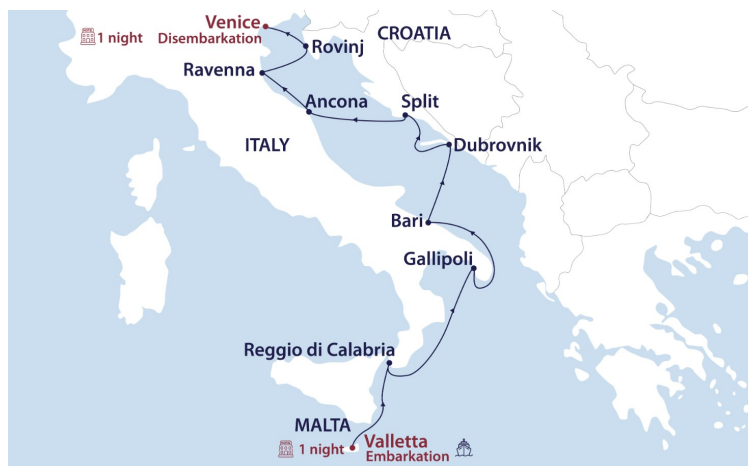 Venice
1 night Disembarkation
CROATIA
Rovinj
Ravenna
Ancona
Split
ITALY
Dubrovnik
Bari
Gallipoli
Reggio di Calabria
MALTA
1 night Valletta
Embarkation